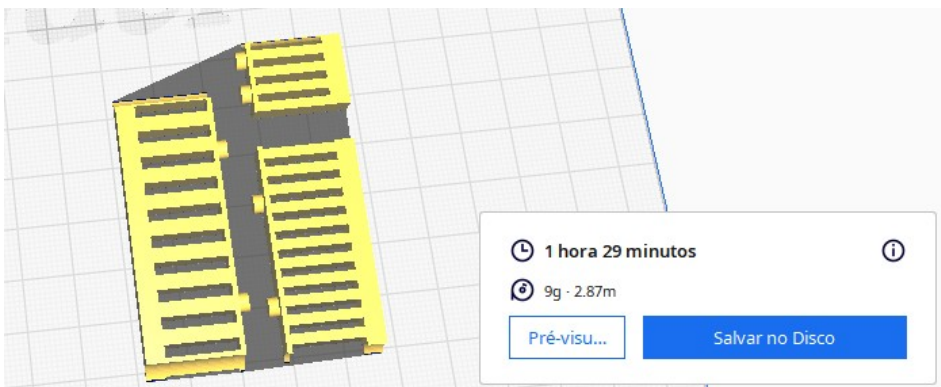 1 hora 29 minutos
9g · 2.87m
Pré-visu...
Salvar no Disco